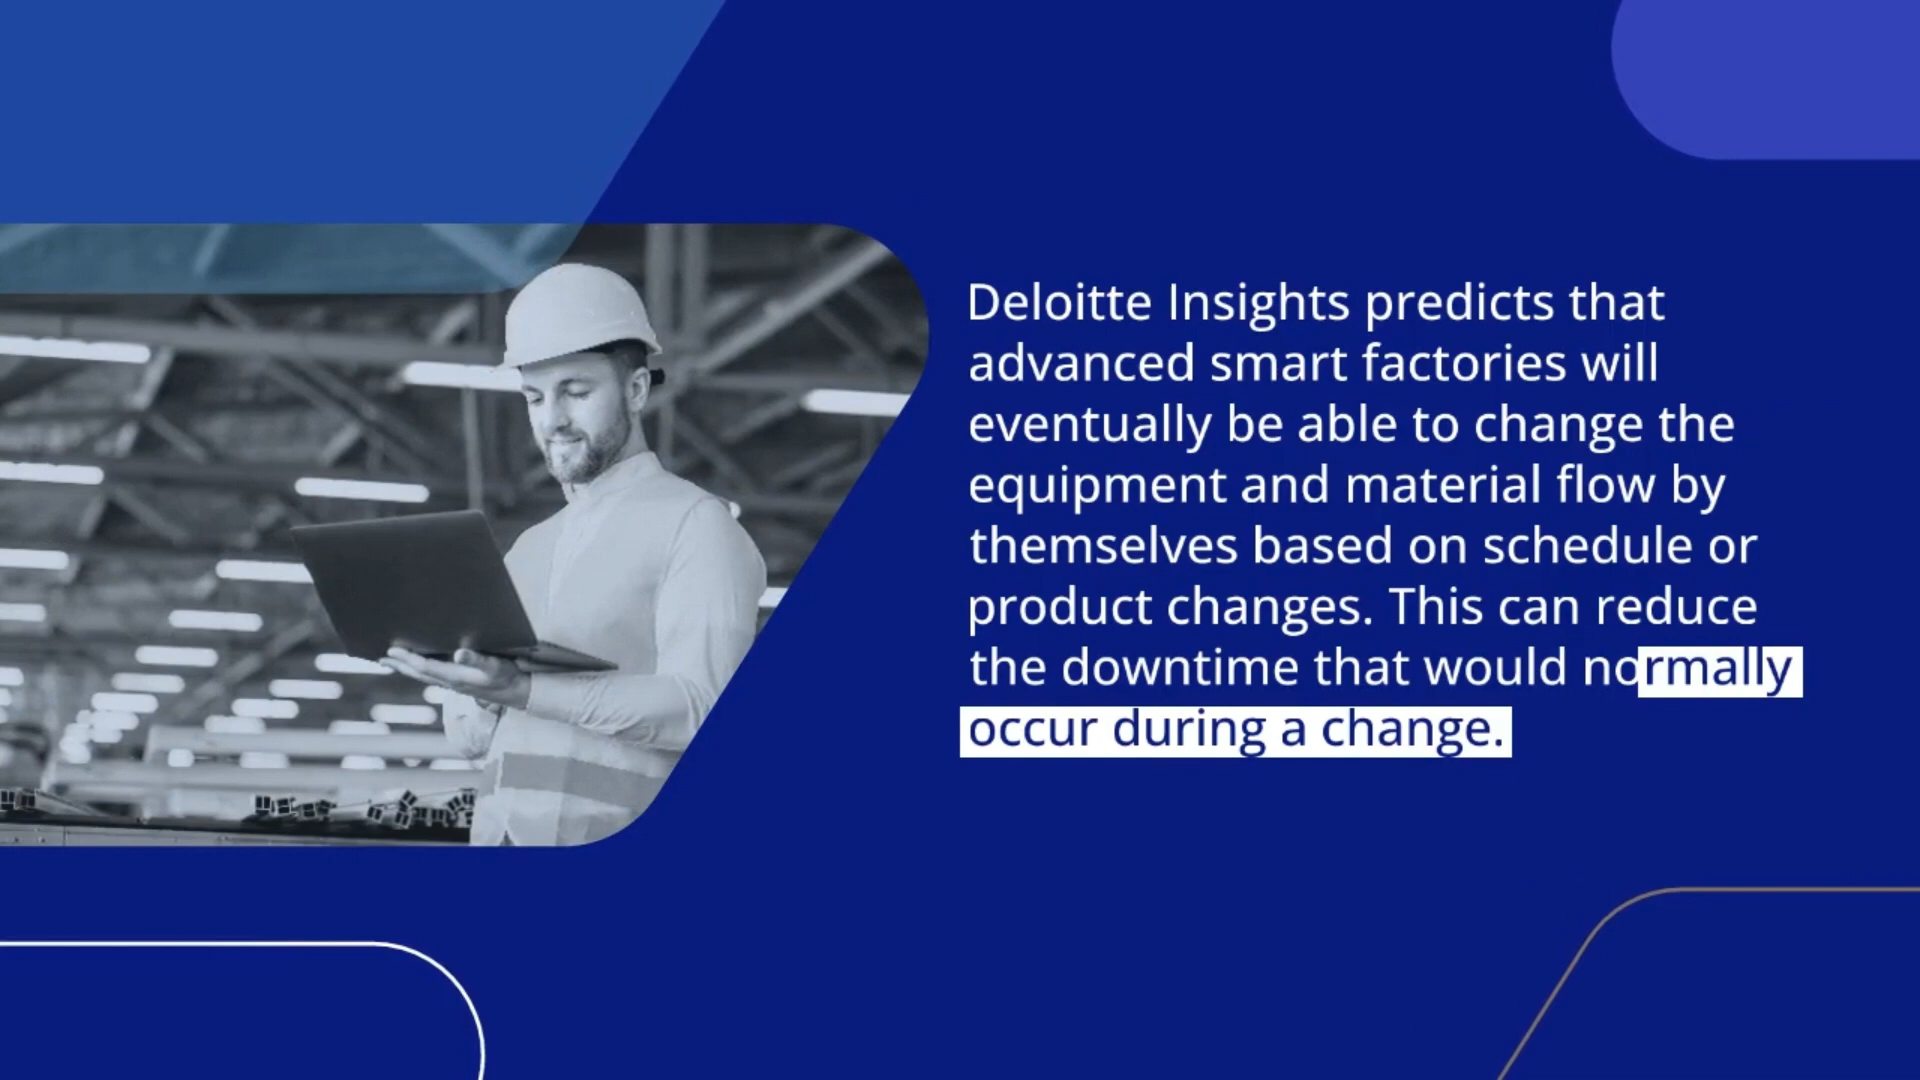 Deloitte Insights predicts that
advanced smart factories will
eventually be able to change the
equipment and material flow by
themselves based on schedule or
product changes. This can reduce
the downtime that would normally
occur during a change.